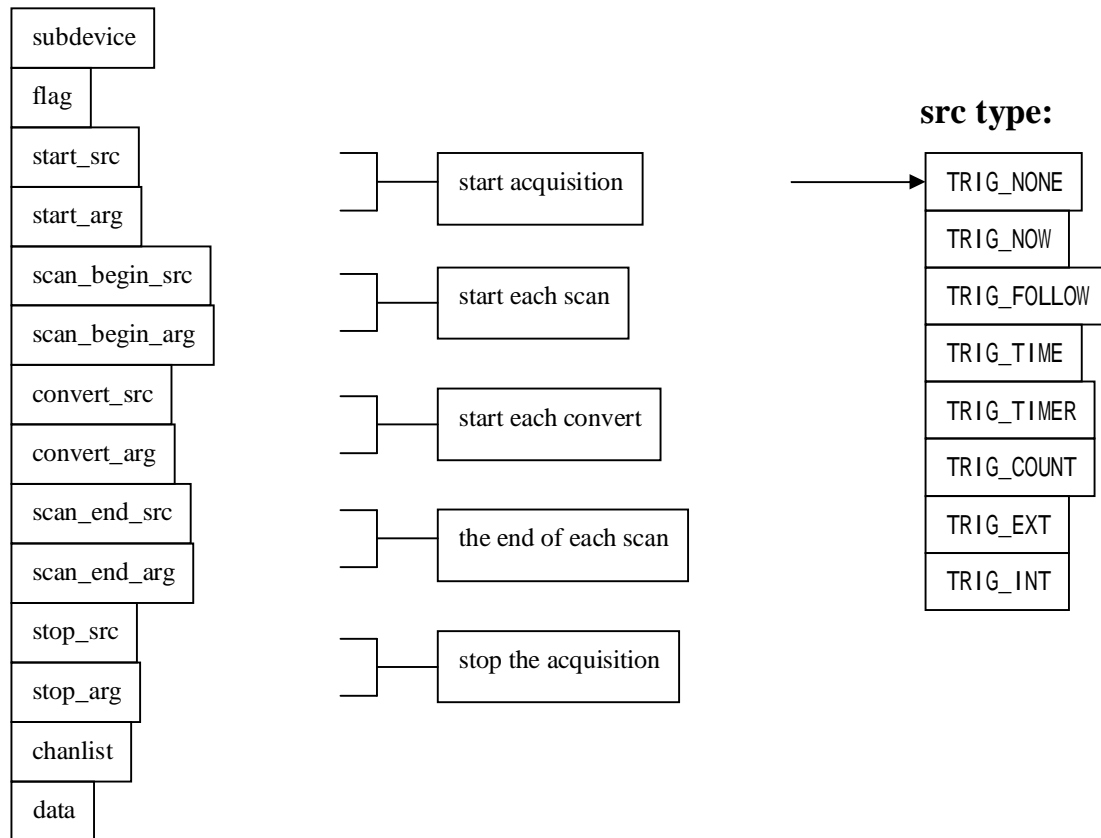 subdevice
flag
start_src
start_arg
scan_begin_src
scan_begin_arg
convert_src
convert_arg
scan_end_src
scan_end_arg
stop_src
stop_arg
chanlist
data
start acquisition
start each scan
start each convert
the end of each scan
stop the acquisition
src type:
TRIG_NONE
TRIG_NOW
TRIG_FOLLOW
TRIG_TIME
TRIG_TIMER
TRIG_COUNT
TRIG_EXT
TRIG_INT